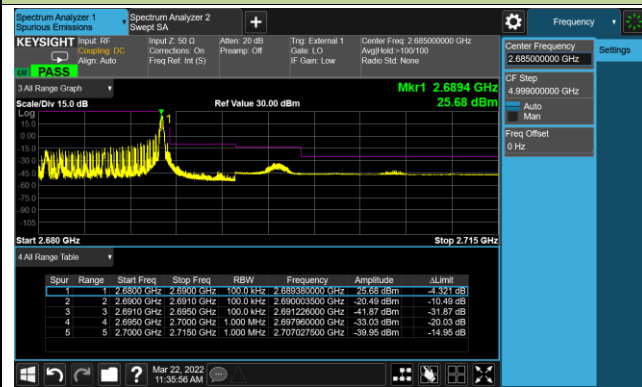 Spectrum Analyzer 1
Spurious Emissions
Spectrum Analyzer 2
Swept SA
Frequency
KEYSIGHT
Input: RF
Coupling: DC
Align: Auto
Input Z: 50 Ω
Corrections: On
Freq Ref: Int (S)
Atten: 20 dB
Preamp: Off
Trig: External 1
Gate: LO
IF Gain: Low
Center Freq: 2.685000000 GHz
Avg|Hold:>100/100
Radio Std: None
PASS
Center Frequency
2.685000000 GHz
Settings
CF Step
4.999000000 GHz
Auto
Man
Freq Offset
0 Hz
3 All Range Graph
Mkr1 2.6894 GHz
25.68 dBm
Scale/Div 15.0 dB
Ref Value 30.00 dBm
Log
15.0
0.00
-15.0
-30.0
-45.0
-60.0
-75.0
-90.0
-105
1
Start 2.680 GHz
Stop 2.715 GHz
4 All Range Table
Spur Range Start Freq Stop Freq RBW Frequency Amplitude ΔLimit
1 1 2.6800 GHz 2.6900 GHz 100.0 kHz 2.689380000 GHz 25.68 dBm -4.321 dB
2 2 2.6900 GHz 2.6910 GHz 100.0 kHz 2.690003500 GHz -20.49 dBm -10.49 dB
3 3 2.6910 GHz 2.6950 GHz 100.0 kHz 2.691226000 GHz -41.87 dBm -31.87 dB
4 4 2.6950 GHz 2.7000 GHz 1.000 MHz 2.697960000 GHz -33.03 dBm -20.03 dB
5 5 2.7000 GHz 2.7150 GHz 1.000 MHz 2.707027500 GHz -39.95 dBm -14.95 dB
Mar 22, 2022
11:35:56 AM